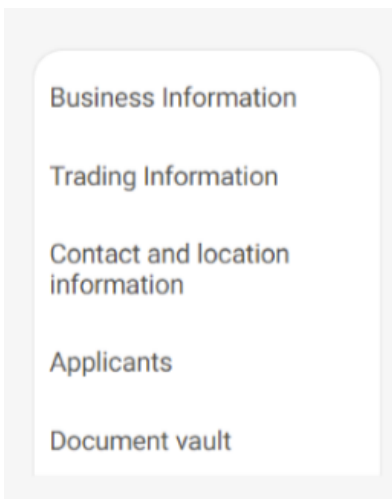 Business Information
Trading Information
Contact and location
information
Applicants
Document vault